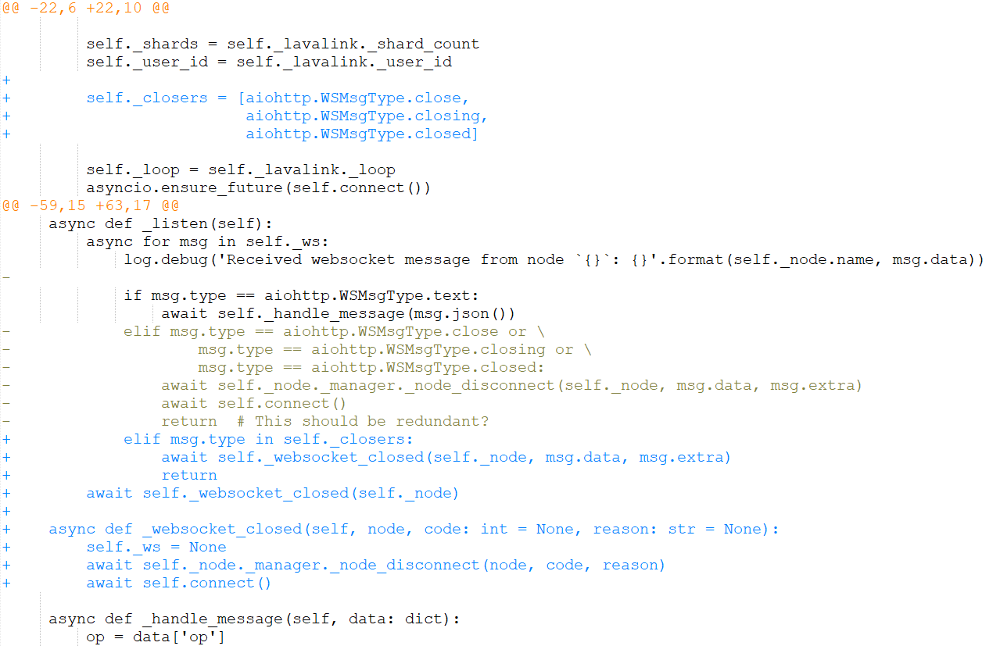 @@ -22,6 +22,10 @@
        self._shards = self._lavalink._shard_count
        self._user_id = self._lavalink._user_id
+
+        self._closers = [aiohttp.WSMsgType.close,
+                         aiohttp.WSMsgType.closing,
+                         aiohttp.WSMsgType.closed]
        self._loop = self._lavalink._loop
        asyncio.ensure_future(self.connect())
@@ -59,15 +63,17 @@
    async def _listen(self):
        async for msg in self._ws:
            log.debug('Received websocket message from node `{}`: {}'.format(self._node.name, msg.data))
-
            if msg.type == aiohttp.WSMsgType.text:
                await self._handle_message(msg.json())
-            elif msg.type == aiohttp.WSMsgType.close or \
-                    msg.type == aiohttp.WSMsgType.closing or \
-                    msg.type == aiohttp.WSMsgType.closed:
-                await self._node._manager._node_disconnect(self._node, msg.data, msg.extra)
-                await self.connect()
-                return  # This should be redundant?
+            elif msg.type in self._closers:
+                await self._websocket_closed(self._node, msg.data, msg.extra)
+                return
+        await self._websocket_closed(self._node)
+
+    async def _websocket_closed(self, node, code: int = None, reason: str = None):
+        self._ws = None
+        await self._node._manager._node_disconnect(node, code, reason)
+        await self.connect()
    async def _handle_message(self, data: dict):
        op = data['op']